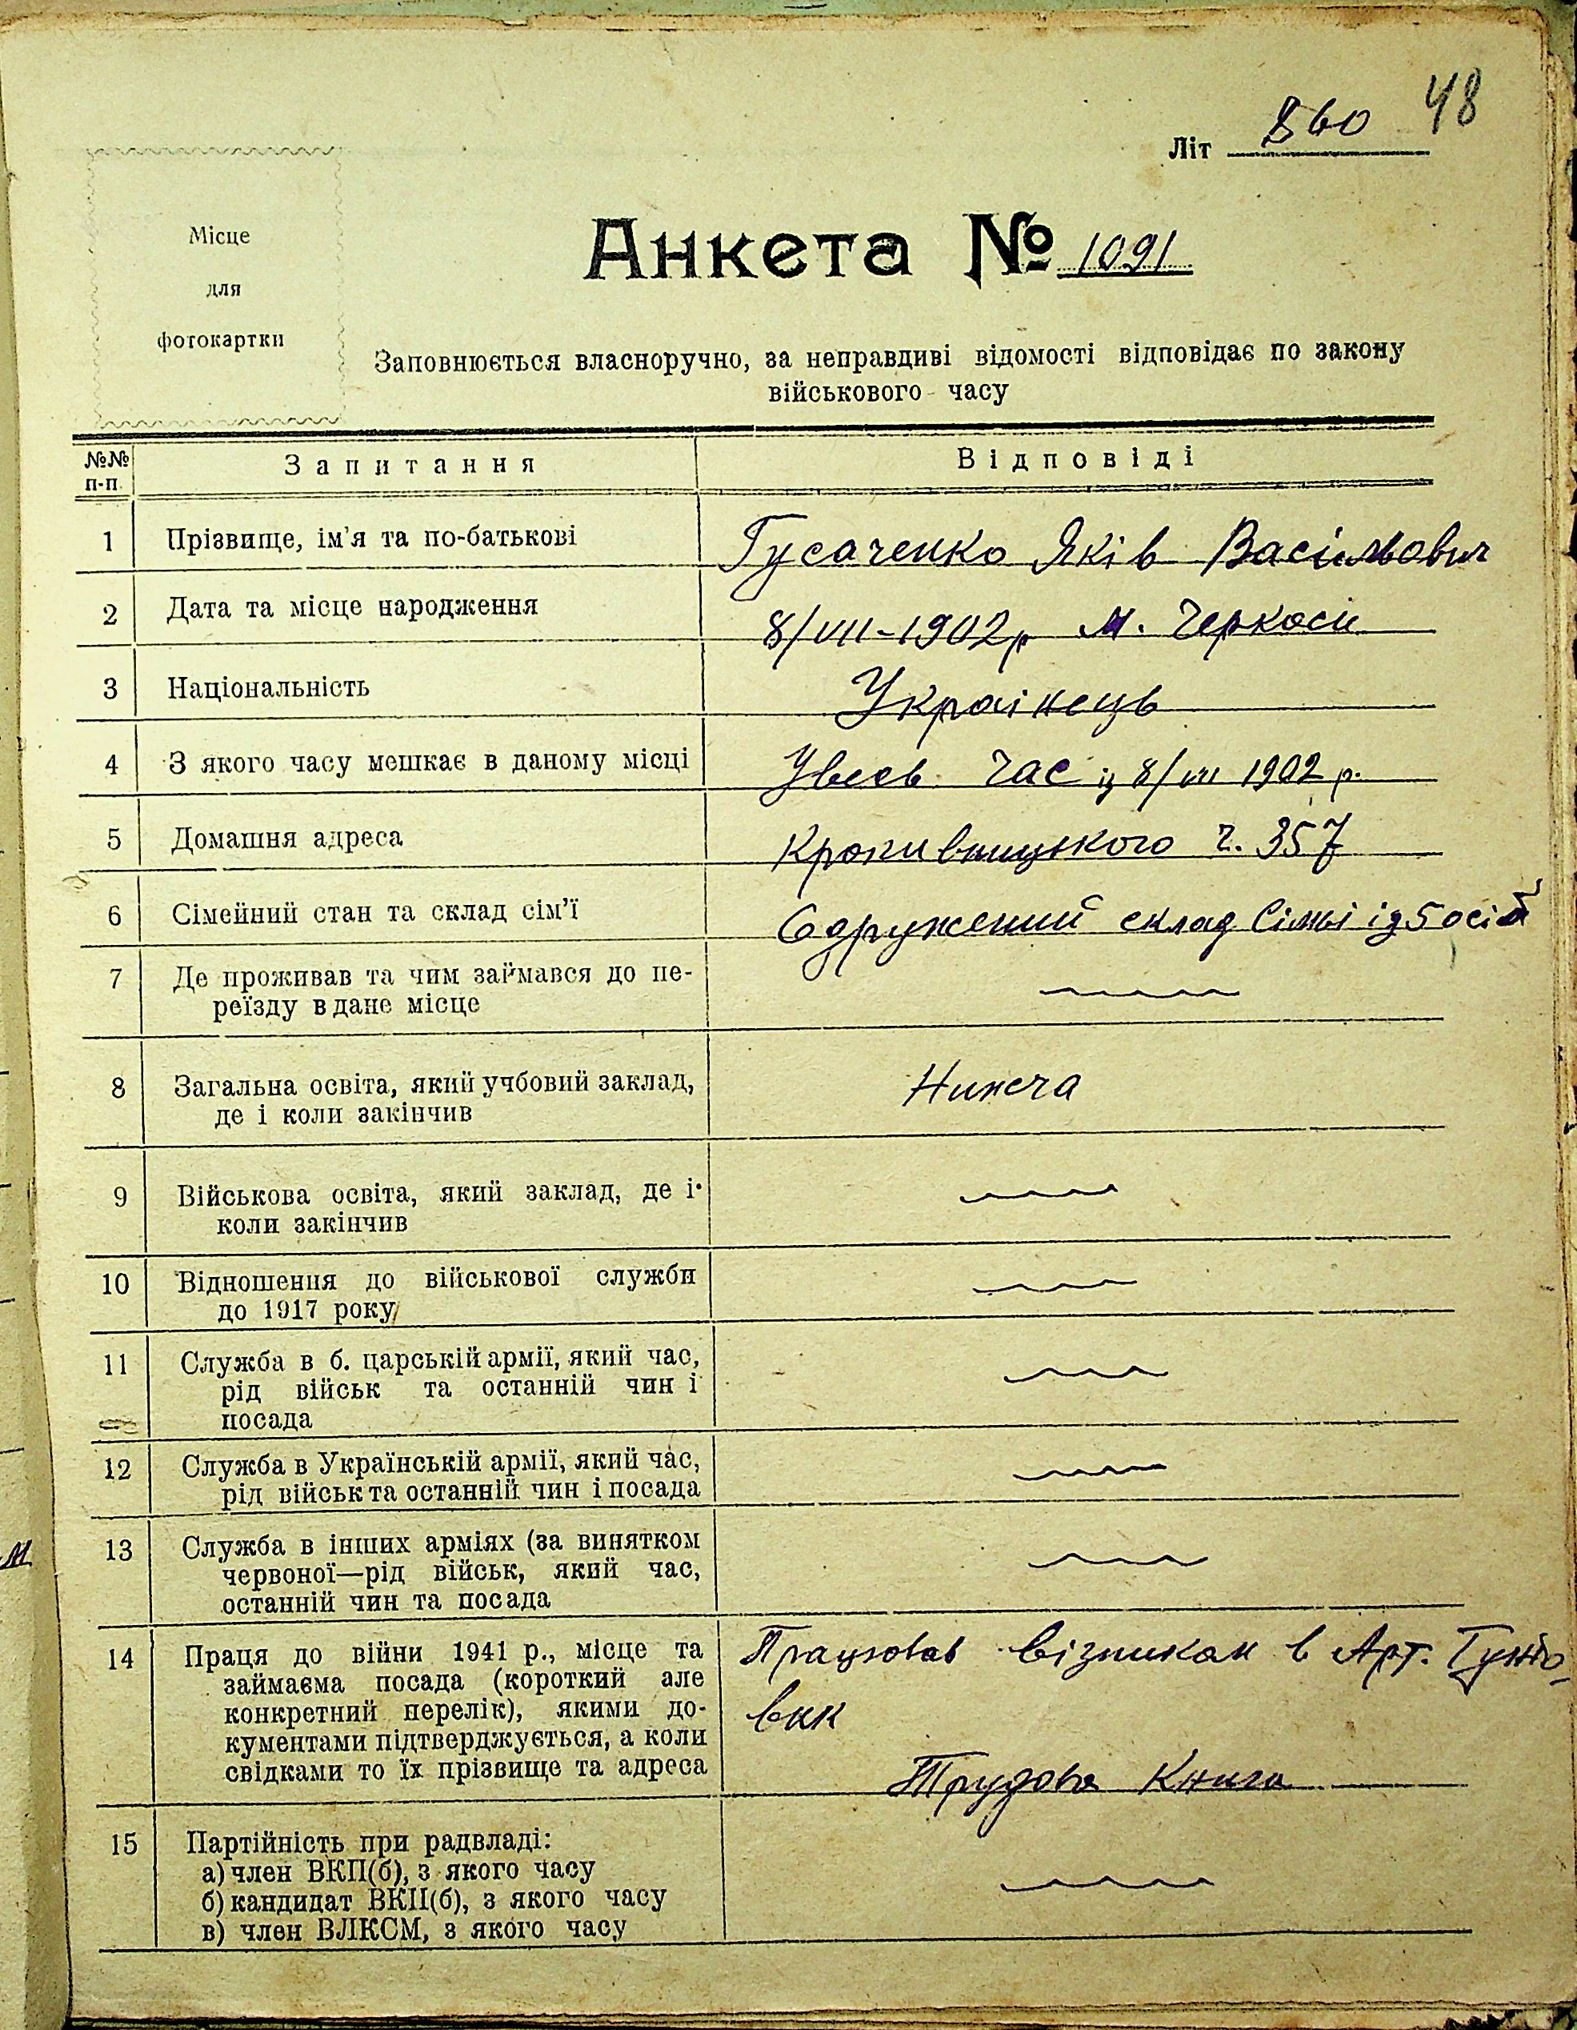 48
Літ 860
Місце
для
фотокартки
Анкета № 1091
Заповнюється власноручно, за неправдиві відомості відповідає по закону
військового часу
№№ п-п. Запитання Відповіді
1 Прізвище, ім'я та по-батькові Гусаченко Яків Васильович
2 Дата та місце народження 8/VII-1902 р м. Черкаси
3 Національність Українець
4 З якого часу мешкає в даному місці Увесь час із 8/VII 1902 р.
5 Домашня адреса Кропивницького ч. 357
6 Сімейний стан та склад сім'ї Одружений склад Сімьі із 5 осіб
7 Де проживав та чим займався до пе-
реїзду в дане місце
8 Загальна освіта, який учбовий заклад, Нижча
де і коли закінчив
9 Військова освіта, який заклад, де і
коли закінчив
10 Відношення до військової служби
до 1917 року
11 Служба в б. царській армії, який час,
рід військ та останній чин і
посада
12 Служба в Українській армії, який час,
рід військ та останній чин і посада
13 Служба в інших арміях (за винятком
червоної—рід військ, який час,
останній чин та посада
14 Праця до війни 1941 р., місце та Працював візником в Арт. Гужо-
займаєма посада (короткий але
конкретний перелік), якими до- вик
кументами підтверджується, а коли
свідками то їх прізвище та адреса Трудова Книга
15 Партійність при радвладі:
а) член ВКП(б), з якого часу
б) кандидат ВКП(б), з якого часу
в) член ВЛКСМ, з якого часу